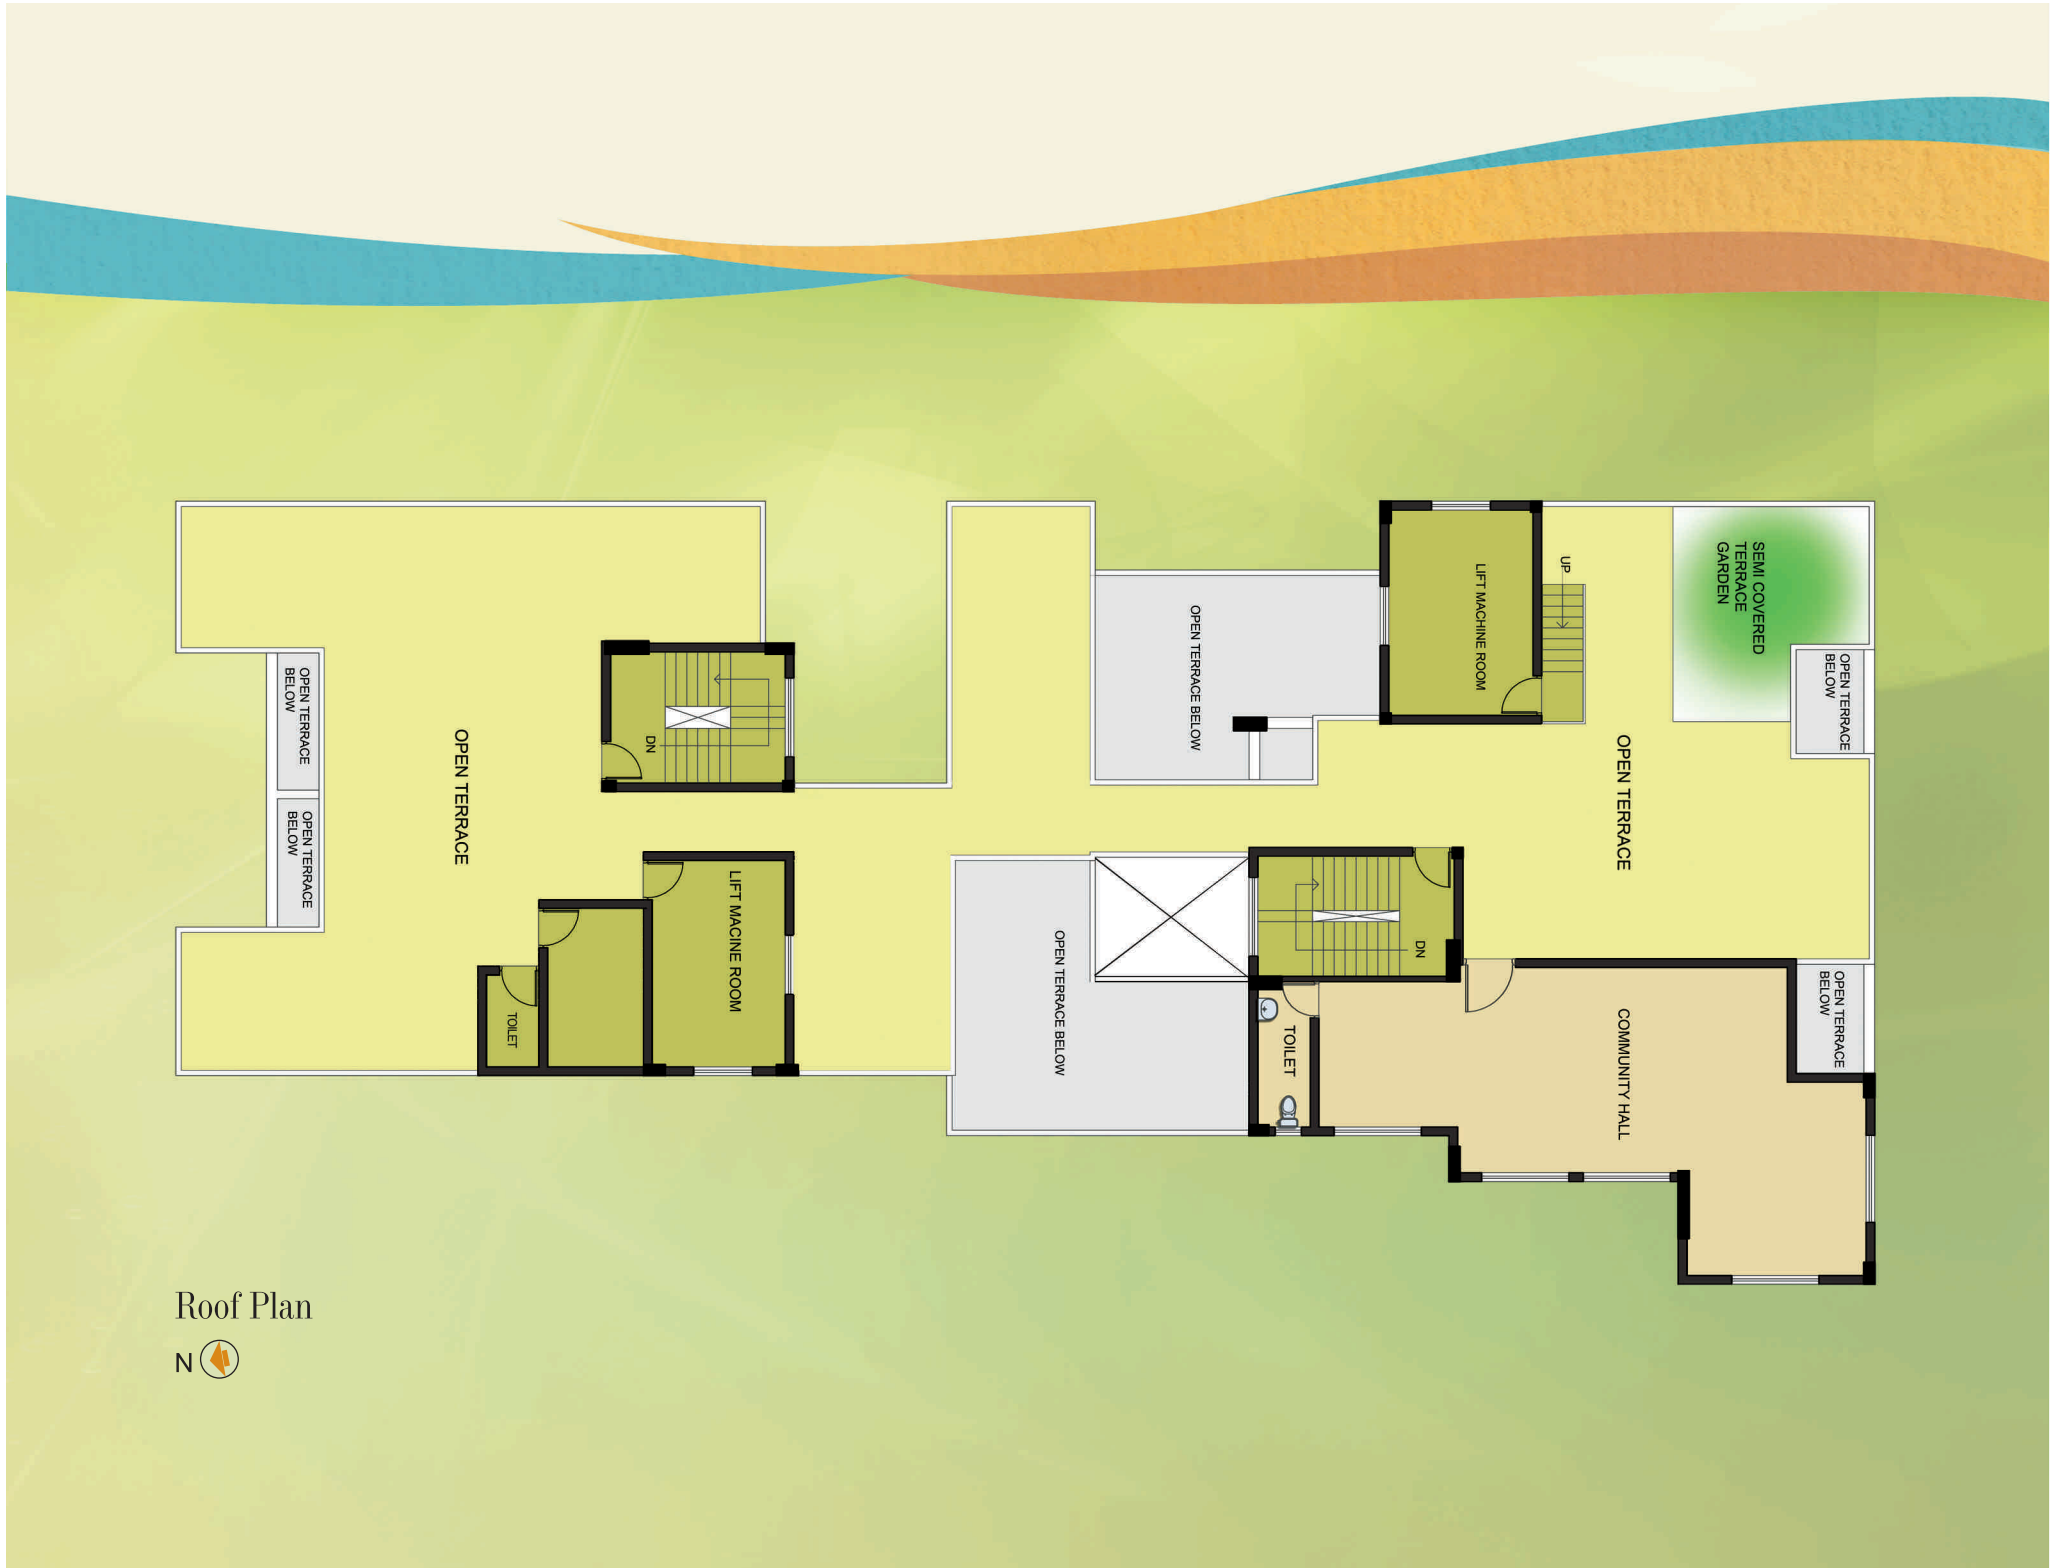 SEMI COVERED
TERRACE
GARDEN
UP
LIFT MACHINE ROOM
OPEN TERRACE BELOW
OPEN TERRACE
BELOW
OPEN TERRACE
BELOW
OPEN TERRACE
DN
OPEN TERRACE
OPEN TERRACE
BELOW
LIFT MACINE ROOM
TOILET
OPEN TERRACE BELOW
DN
TOILET
COMMUNITY HALL
OPEN TERRACE
BELOW
Roof Plan
N